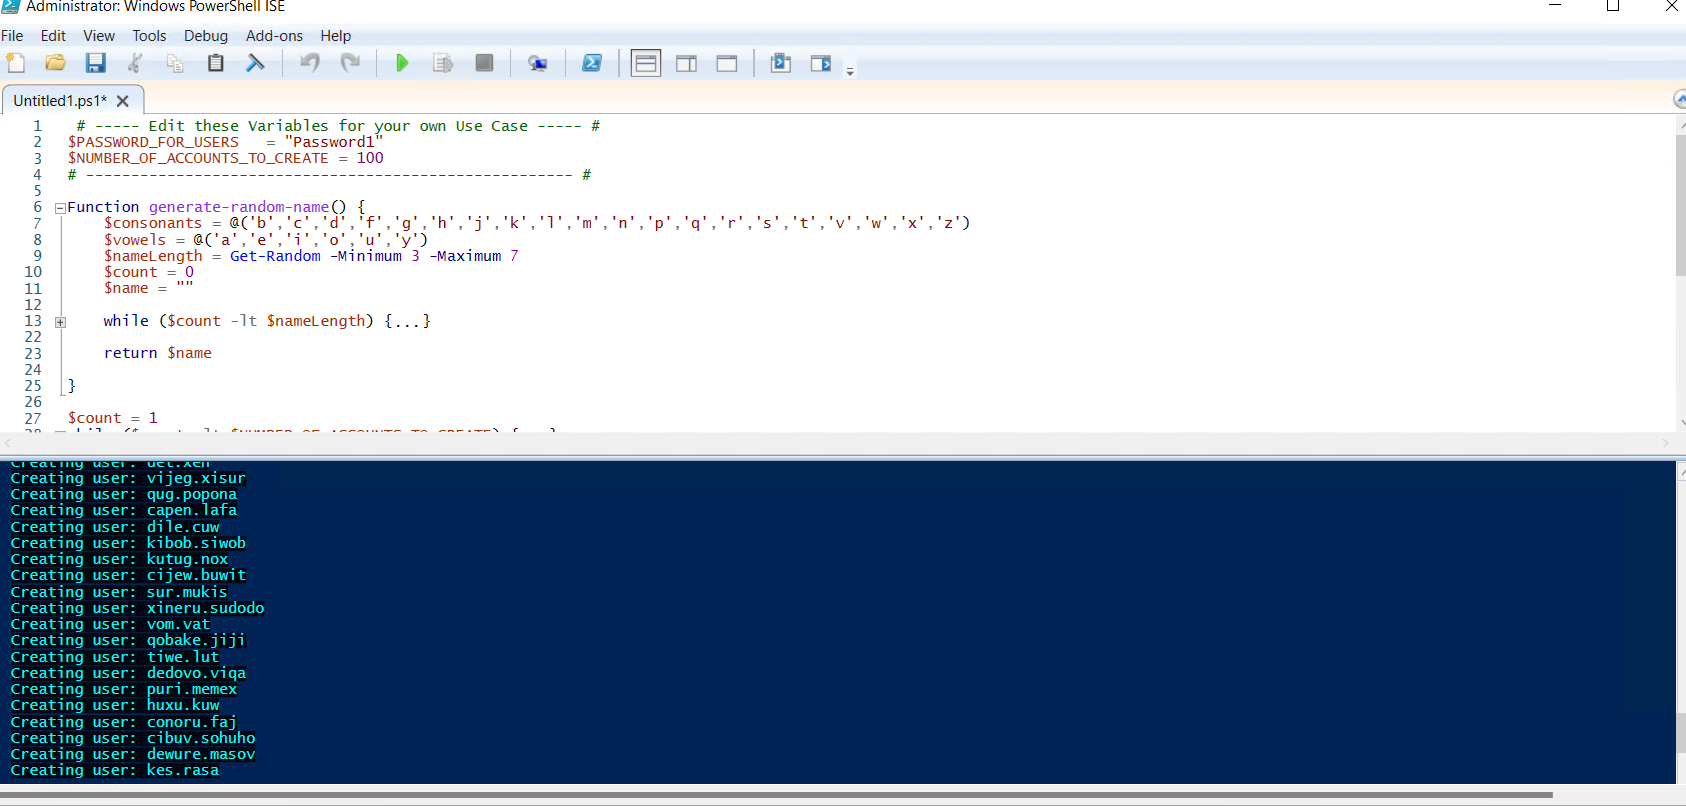 Administrator: Windows PowerShell ISE
File Edit View Tools Debug Add-ons Help
Untitled1.ps1*
1 # ----- Edit these Variables for your own Use Case ----- #
2 $PASSWORD_FOR_USERS   = "Password1"
3 $NUMBER_OF_ACCOUNTS_TO_CREATE = 100
4 # ------------------------------------------------------ #
5
6 Function generate-random-name() {
7     $consonants = @('b','c','d','f','g','h','j','k','l','m','n','p','q','r','s','t','v','w','x','z')
8     $vowels = @('a','e','i','o','u','y')
9     $nameLength = Get-Random -Minimum 3 -Maximum 7
10     $count = 0
11     $name = ""
12
13     while ($count -lt $nameLength) {...}
22
23     return $name
24
25 }
26
27 $count = 1
Creating user: vijeg.xisur
Creating user: qug.popona
Creating user: capen.lafa
Creating user: dile.cuw
Creating user: kibob.siwob
Creating user: kutug.nox
Creating user: cijew.buwit
Creating user: sur.mukis
Creating user: xineru.sudodo
Creating user: vom.vat
Creating user: qobake.jiji
Creating user: tiwe.lut
Creating user: dedovo.viqa
Creating user: puri.memex
Creating user: huxu.kuw
Creating user: conoru.faj
Creating user: cibuv.sohuho
Creating user: dewure.masov
Creating user: kes.rasa